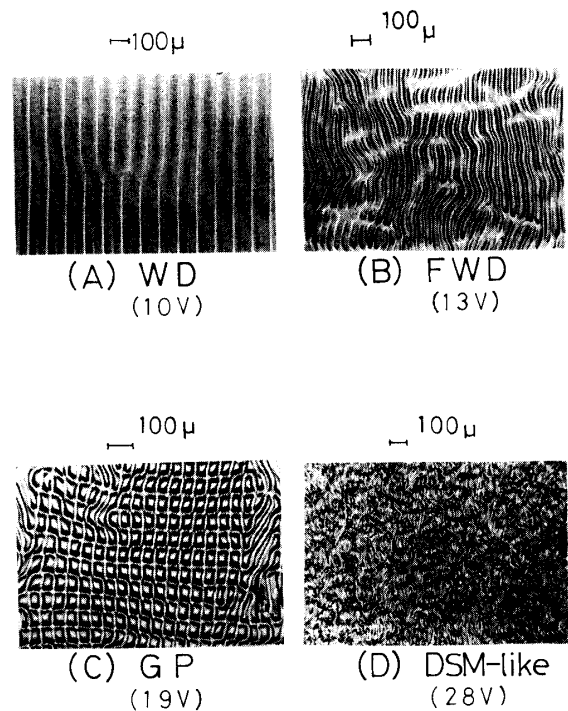 100μ
100μ
(A) WD
(10V)
(B) FWD
(13V)
100μ
100μ
(C) GP
(19V)
(D) DSM-like
(28V)